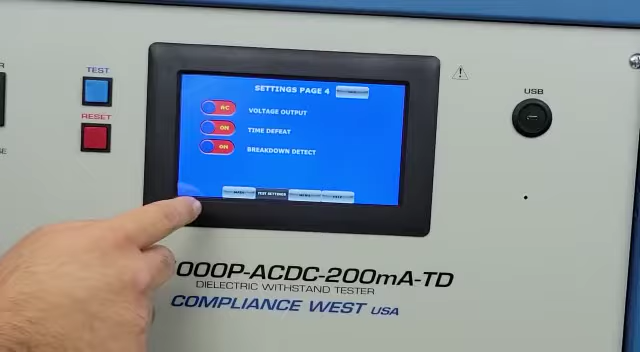 TEST
RESET
SETTINGS PAGE 4
AC VOLTAGE OUTPUT
ON TIME DEFEAT
ON BREAKDOWN DETECT
TEST SETTINGS
USB
000P-ACDC-200mA-TD
DIELECTRIC WITHSTAND TESTER
COMPLIANCE WEST USA